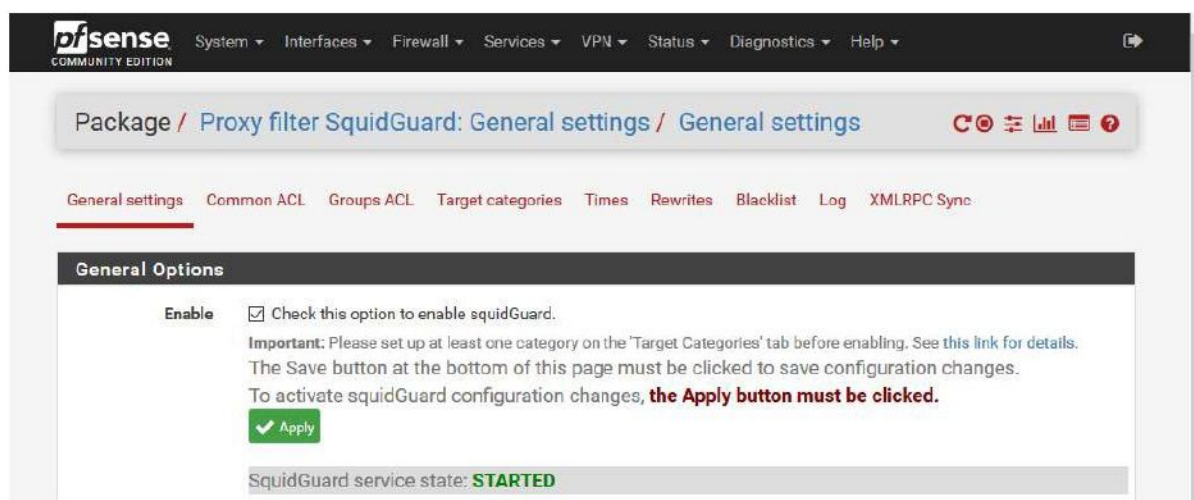 pfsense System Interfaces Firewall Services VPN Status Diagnostics Help
COMMUNITY EDITION
Package / Proxy filter SquidGuard: General settings / General settings
General settings Common ACL Groups ACL Target categories Times Rewrites Blacklist Log XMLRPC Sync
General Options
Enable Check this option to enable squidGuard.
Important: Please set up at least one category on the 'Target Categories' tab before enabling. See this link for details.
The Save button at the bottom of this page must be clicked to save configuration changes.
To activate squidGuard configuration changes, the Apply button must be clicked.
Apply
SquidGuard service state: STARTED